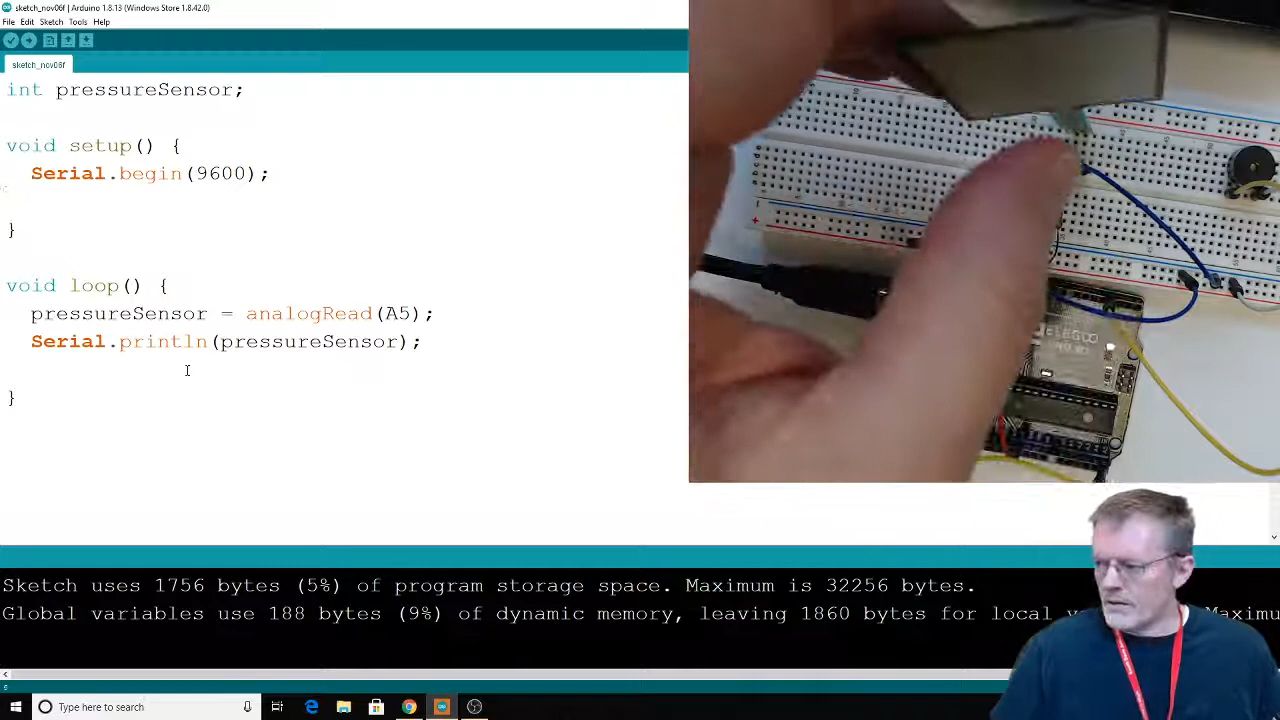 sketch_nov06f | Arduino 1.8.13 (Windows Store 1.8.42.0)
File Edit Sketch Tools Help
sketch_nov06f
int pressureSensor;
void setup() {
Serial.begin(9600);
}
void loop() {
pressureSensor = analogRead(A5);
Serial.println(pressureSensor);
}
ELEGOO
Sketch uses 1756 bytes (5%) of program storage space. Maximum is 32256 bytes.
Global variables use 188 bytes (9%) of dynamic memory, leaving 1860 bytes for local
Type here to search